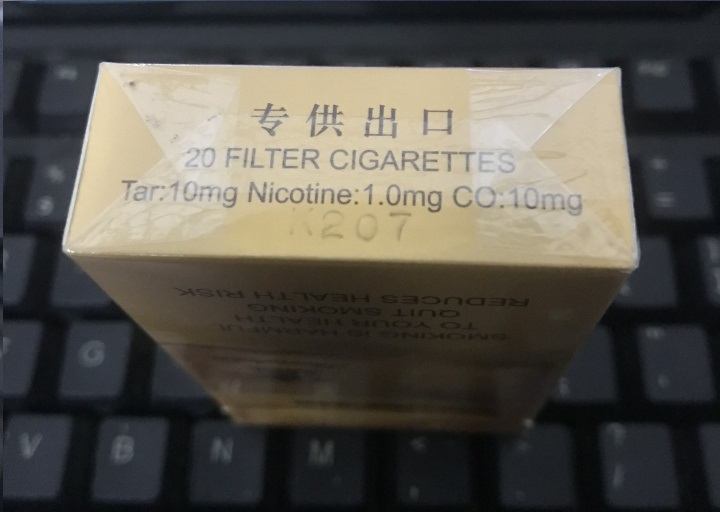 专供出口
20 FILTER CIGARETTES
Tar:10mg Nicotine:1.0mg CO:10mg
K207
SMOKING IS HARMFUL
TO YOUR HEALTH
QUIT SMOKING
REDUCES HEALTH RISK
G
V
B
N
M